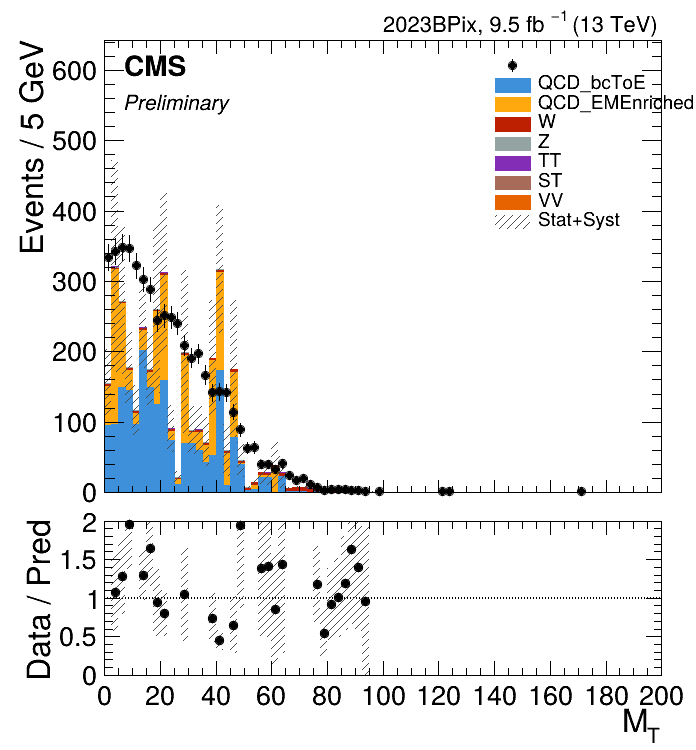 2023BPix, 9.5 fb⁻¹ (13 TeV)
CMS
Preliminary
QCD_bcToE
QCD_EMEnriched
W
Z
TT
ST
VV
Stat+Syst
Events / 5 GeV
600
500
400
300
200
100
0
Data / Pred
2
1.5
1
0.5
0
0 20 40 60 80 100 120 140 160 180 200
M_T